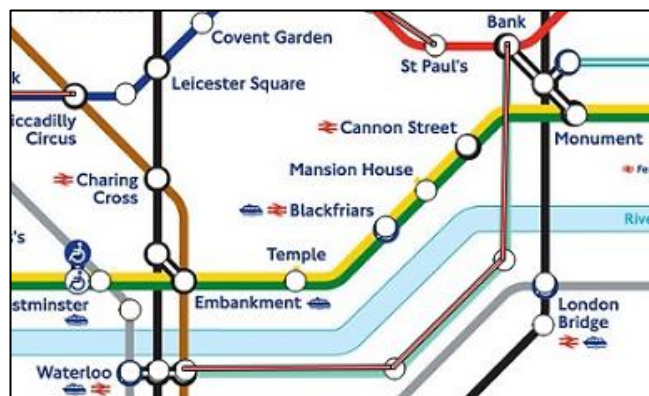 Bank
Covent Garden
St Paul's
Leicester Square
Cannon Street
Monument
Mansion House
Charing
Cross
Blackfriars
Temple
Embankment
London
Bridge
Waterloo
Circus